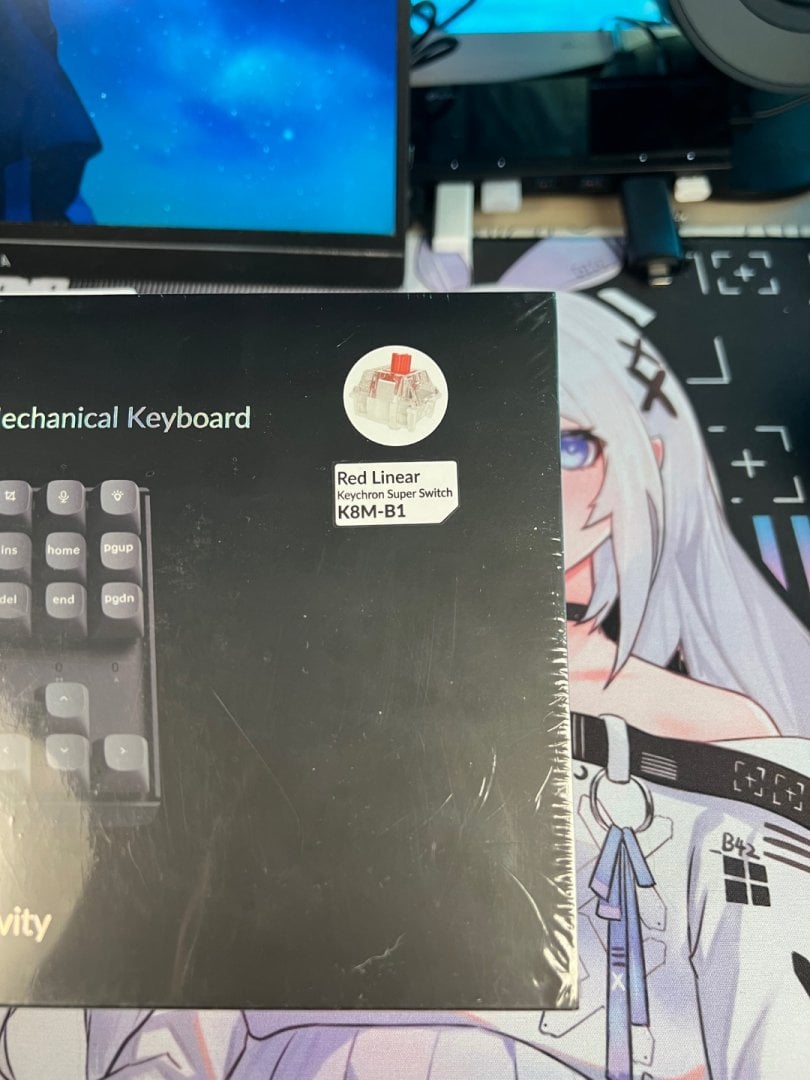 echanical Keyboard
Red Linear
Keychron Super Switch
K8M-B1
ins home pgup
del end pgdn
vity
B42
X